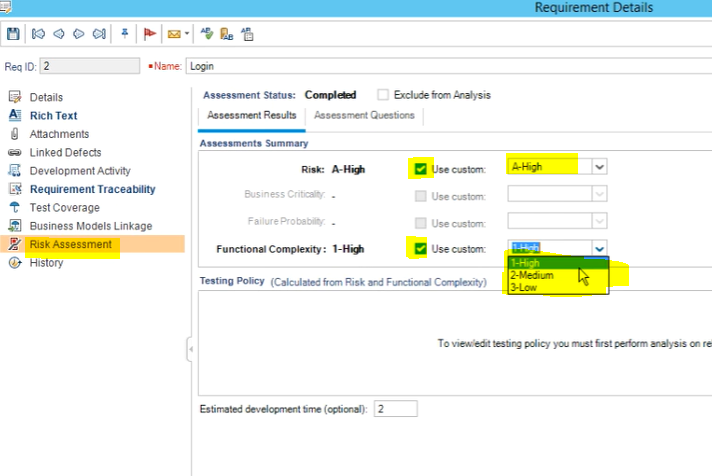 Requirement Details
Req ID: 2 Name: Login
Details
Rich Text
Attachments
Linked Defects
Development Activity
Requirement Traceability
Test Coverage
Business Models Linkage
Risk Assessment
History
Assessment Status: Completed Exclude from Analysis
Assessment Results Assessment Questions
Assessments Summary
Risk: A-High Use custom: A-High
Business Criticality: - Use custom:
Failure Probability: - Use custom:
Functional Complexity: 1-High Use custom: 1-High
1-High
2-Medium
3-Low
Testing Policy (Calculated from Risk and Functional Complexity)
To view/edit testing policy you must first perform analysis on
Estimated development time (optional): 2